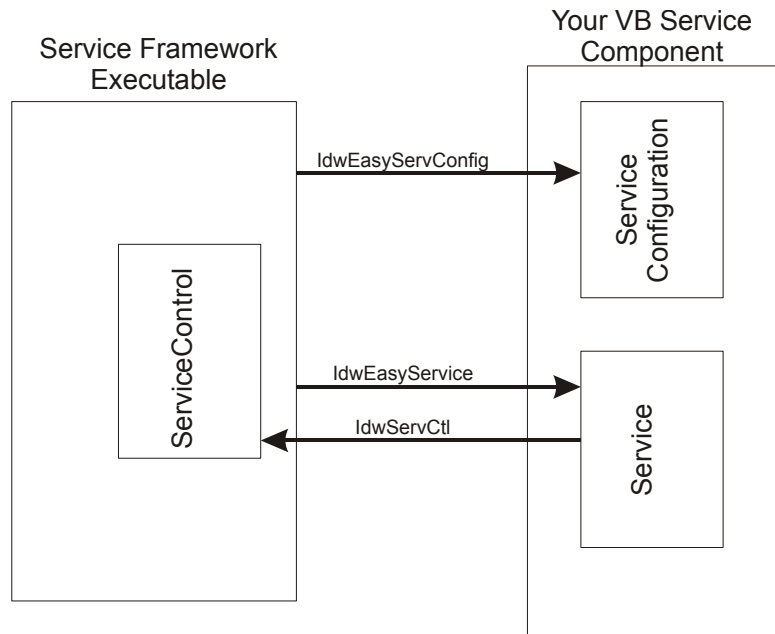 Service Framework
Executable
Your VB Service
Component
IdwEasyServConfig
Service
Configuration
ServiceControl
IdwEasyService
IdwServCtl
Service